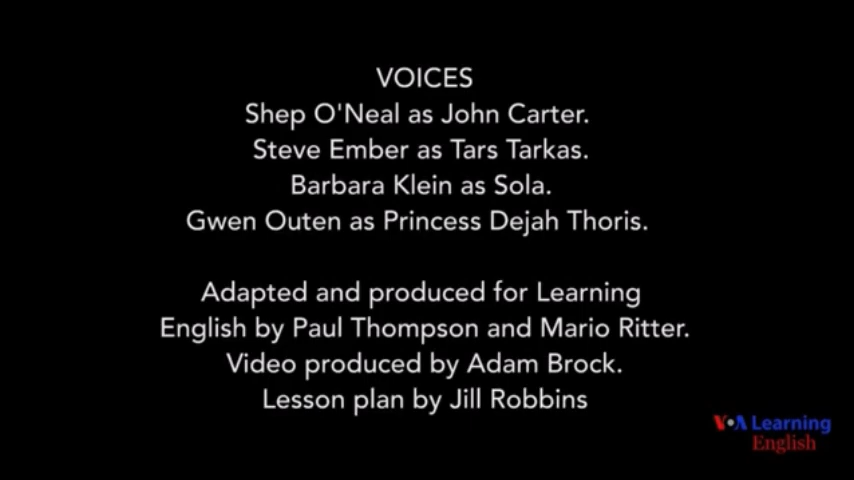 VOICES
Shep O'Neal as John Carter.
Steve Ember as Tars Tarkas.
Barbara Klein as Sola.
Gwen Outen as Princess Dejah Thoris.
Adapted and produced for Learning
English by Paul Thompson and Mario Ritter.
Video produced by Adam Brock.
Lesson plan by Jill Robbins
VOA Learning
English